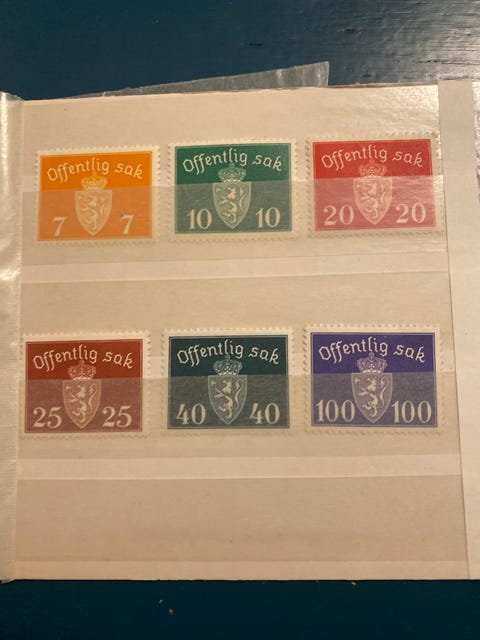 Offentlig sak
7 7
Offentlig sak
10 10
Offentlig sak
20 20
Offentlig sak
25 25
Offentlig sak
40 40
Offentlig sak
100 100